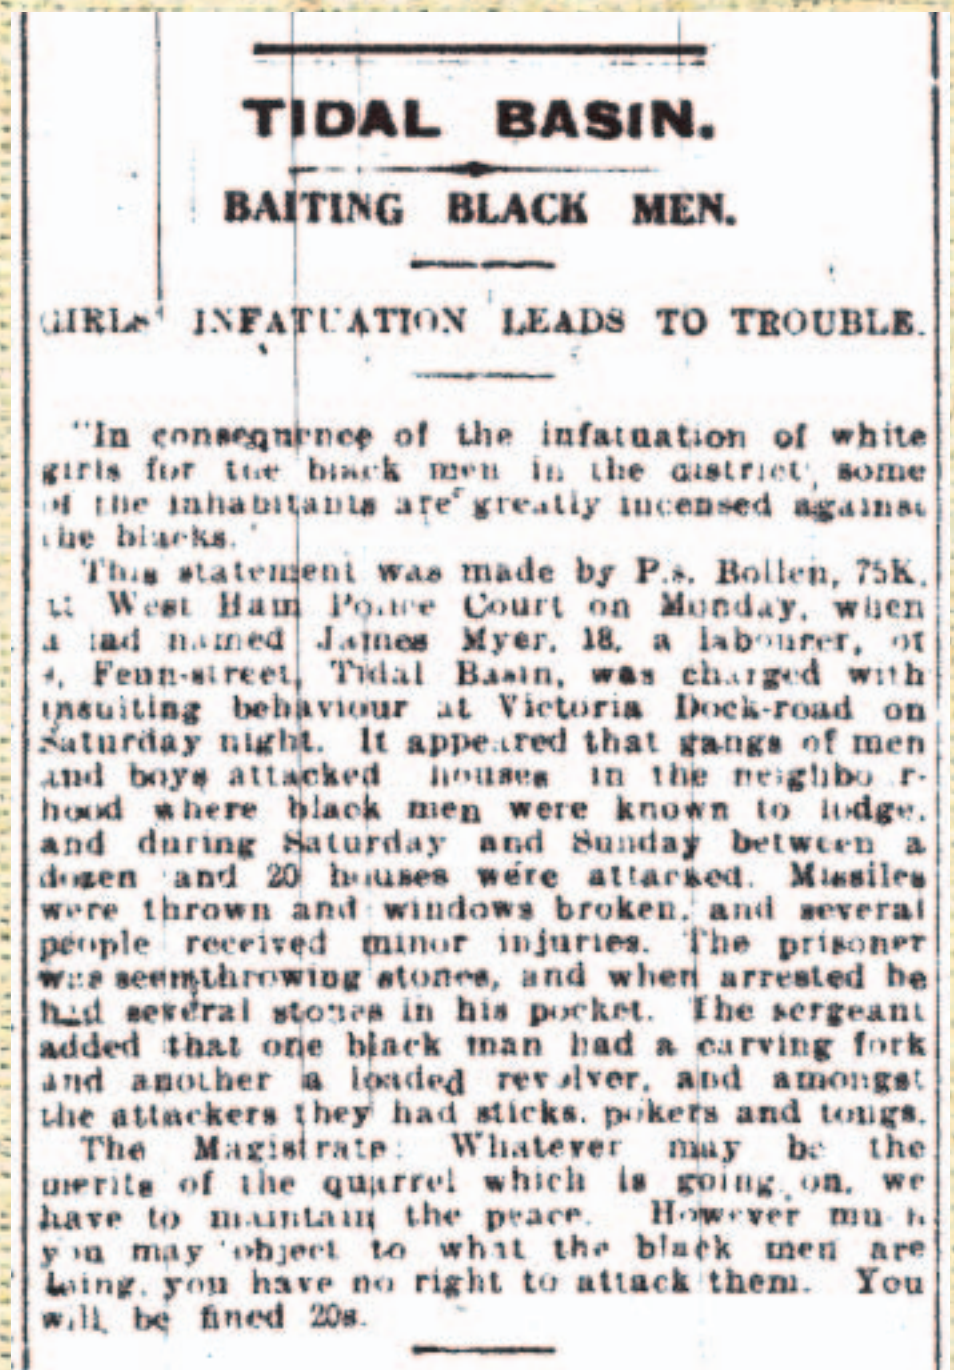 TIDAL BASIN.
BAITING BLACK MEN.
GIRLS' INFATUATION LEADS TO TROUBLE.
"In consequence of the infatuation of white
girls for the black men in the district, some
of the inhabitants are greatly incensed against
the blacks."
This statement was made by P.s. Bollen, 75K,
at West Ham Police Court on Monday, when
a lad named James Myer, 18, a labourer, of
Fenn-street, Tidal Basin, was charged with
insulting behaviour at Victoria Dock-road on
Saturday night. It appeared that gangs of men
and boys attacked houses in the neighbour-
hood where black men were known to lodge,
and during Saturday and Sunday between a
dozen and 20 houses were attacked. Missiles
were thrown and windows broken, and several
people received minor injuries. The prisoner
was seen throwing stones, and when arrested he
had several stones in his pocket. The sergeant
added that one black man had a carving fork
and another a loaded revolver, and amongst
the attackers they had sticks, pokers and tongs.
The Magistrate: Whatever may be the
merits of the quarrel which is going on, we
have to maintain the peace. However much
you may object to what the black men are
doing, you have no right to attack them. You
will be fined 20s.